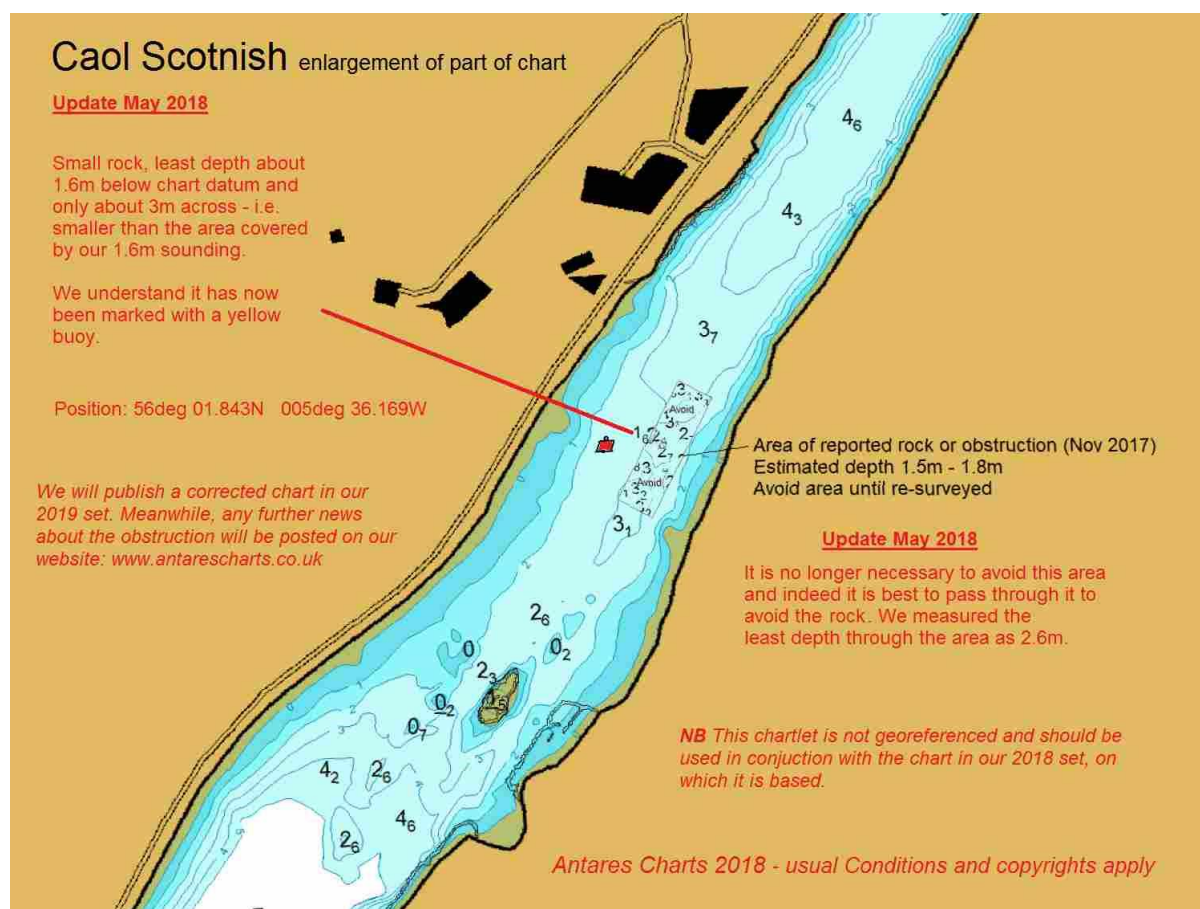 Caol Scotnish enlargement of part of chart
Update May 2018
Small rock, least depth about
1.6m below chart datum and
only about 3m across - i.e.
smaller than the area covered
by our 1.6m sounding.
We understand it has now
been marked with a yellow
buoy.
Position: 56deg 01.843N 005deg 36.169W
We will publish a corrected chart in our
2019 set. Meanwhile, any further news
about the obstruction will be posted on our
website: www.antarescharts.co.uk
4₆
4₃
3₇
Avoid
1₆
Avoid
3₁
Area of reported rock or obstruction (Nov 2017)
Estimated depth 1.5m - 1.8m
Avoid area until re-surveyed
Update May 2018
It is no longer necessary to avoid this area
and indeed it is best to pass through it to
avoid the rock. We measured the
least depth through the area as 2.6m.
2₆
0
0₂
2₃
0₂
0₇
4₂
2₆
4₆
2₆
NB This chartlet is not georeferenced and should be
used in conjuction with the chart in our 2018 set, on
which it is based.
Antares Charts 2018 - usual Conditions and copyrights apply